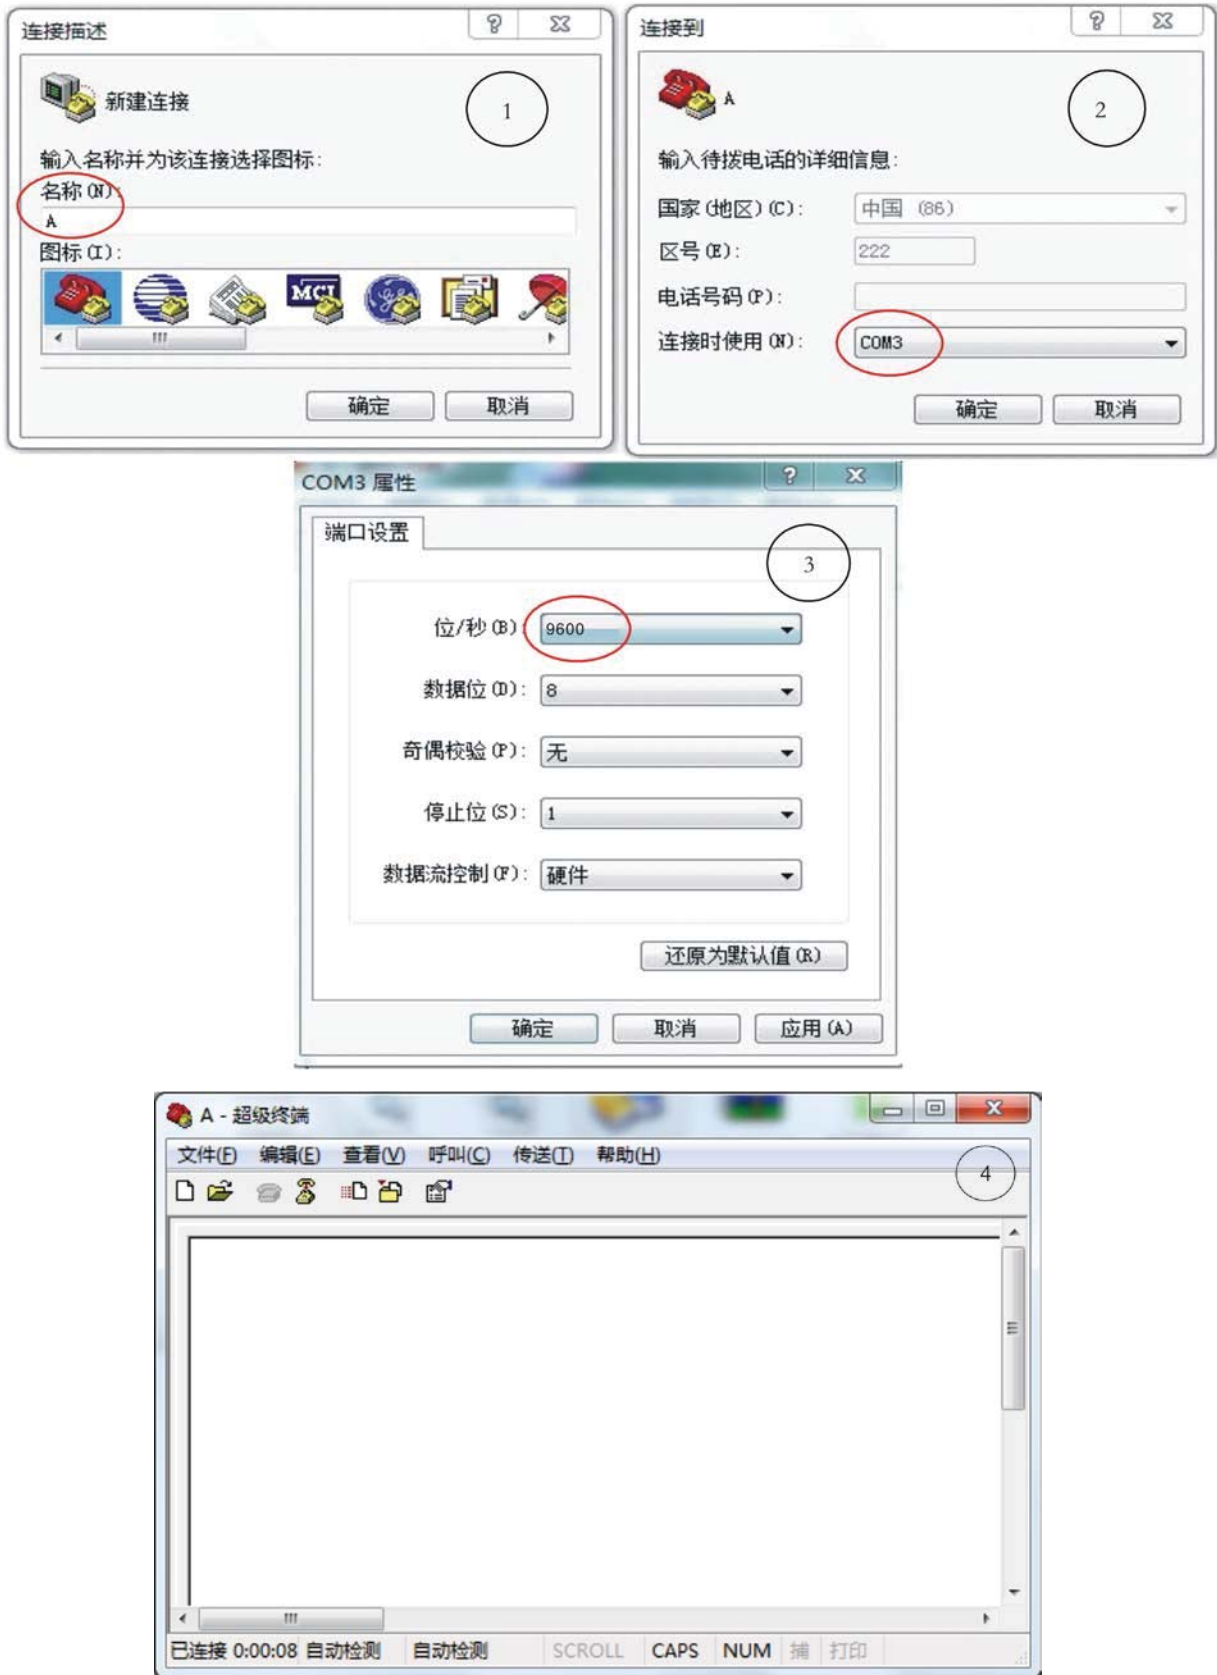 连接描述
1
新建连接
输入名称并为该连接选择图标:
名称(N):
A
图标(I):
MCI
确定 取消
连接到
2
A
输入待拨电话的详细信息:
国家(地区)(C): 中国 (86)
区号(E): 222
电话号码(P):
连接时使用(N): COM3
确定 取消
COM3 属性
端口设置
3
位/秒(B): 9600
数据位(D): 8
奇偶校验(P): 无
停止位(S): 1
数据流控制(F): 硬件
还原为默认值(R)
确定 取消 应用(A)
A - 超级终端
文件(F) 编辑(E) 查看(V) 呼叫(C) 传送(T) 帮助(H)
4
已连接 0:00:08 自动检测 自动检测 SCROLL CAPS NUM 捕 打印